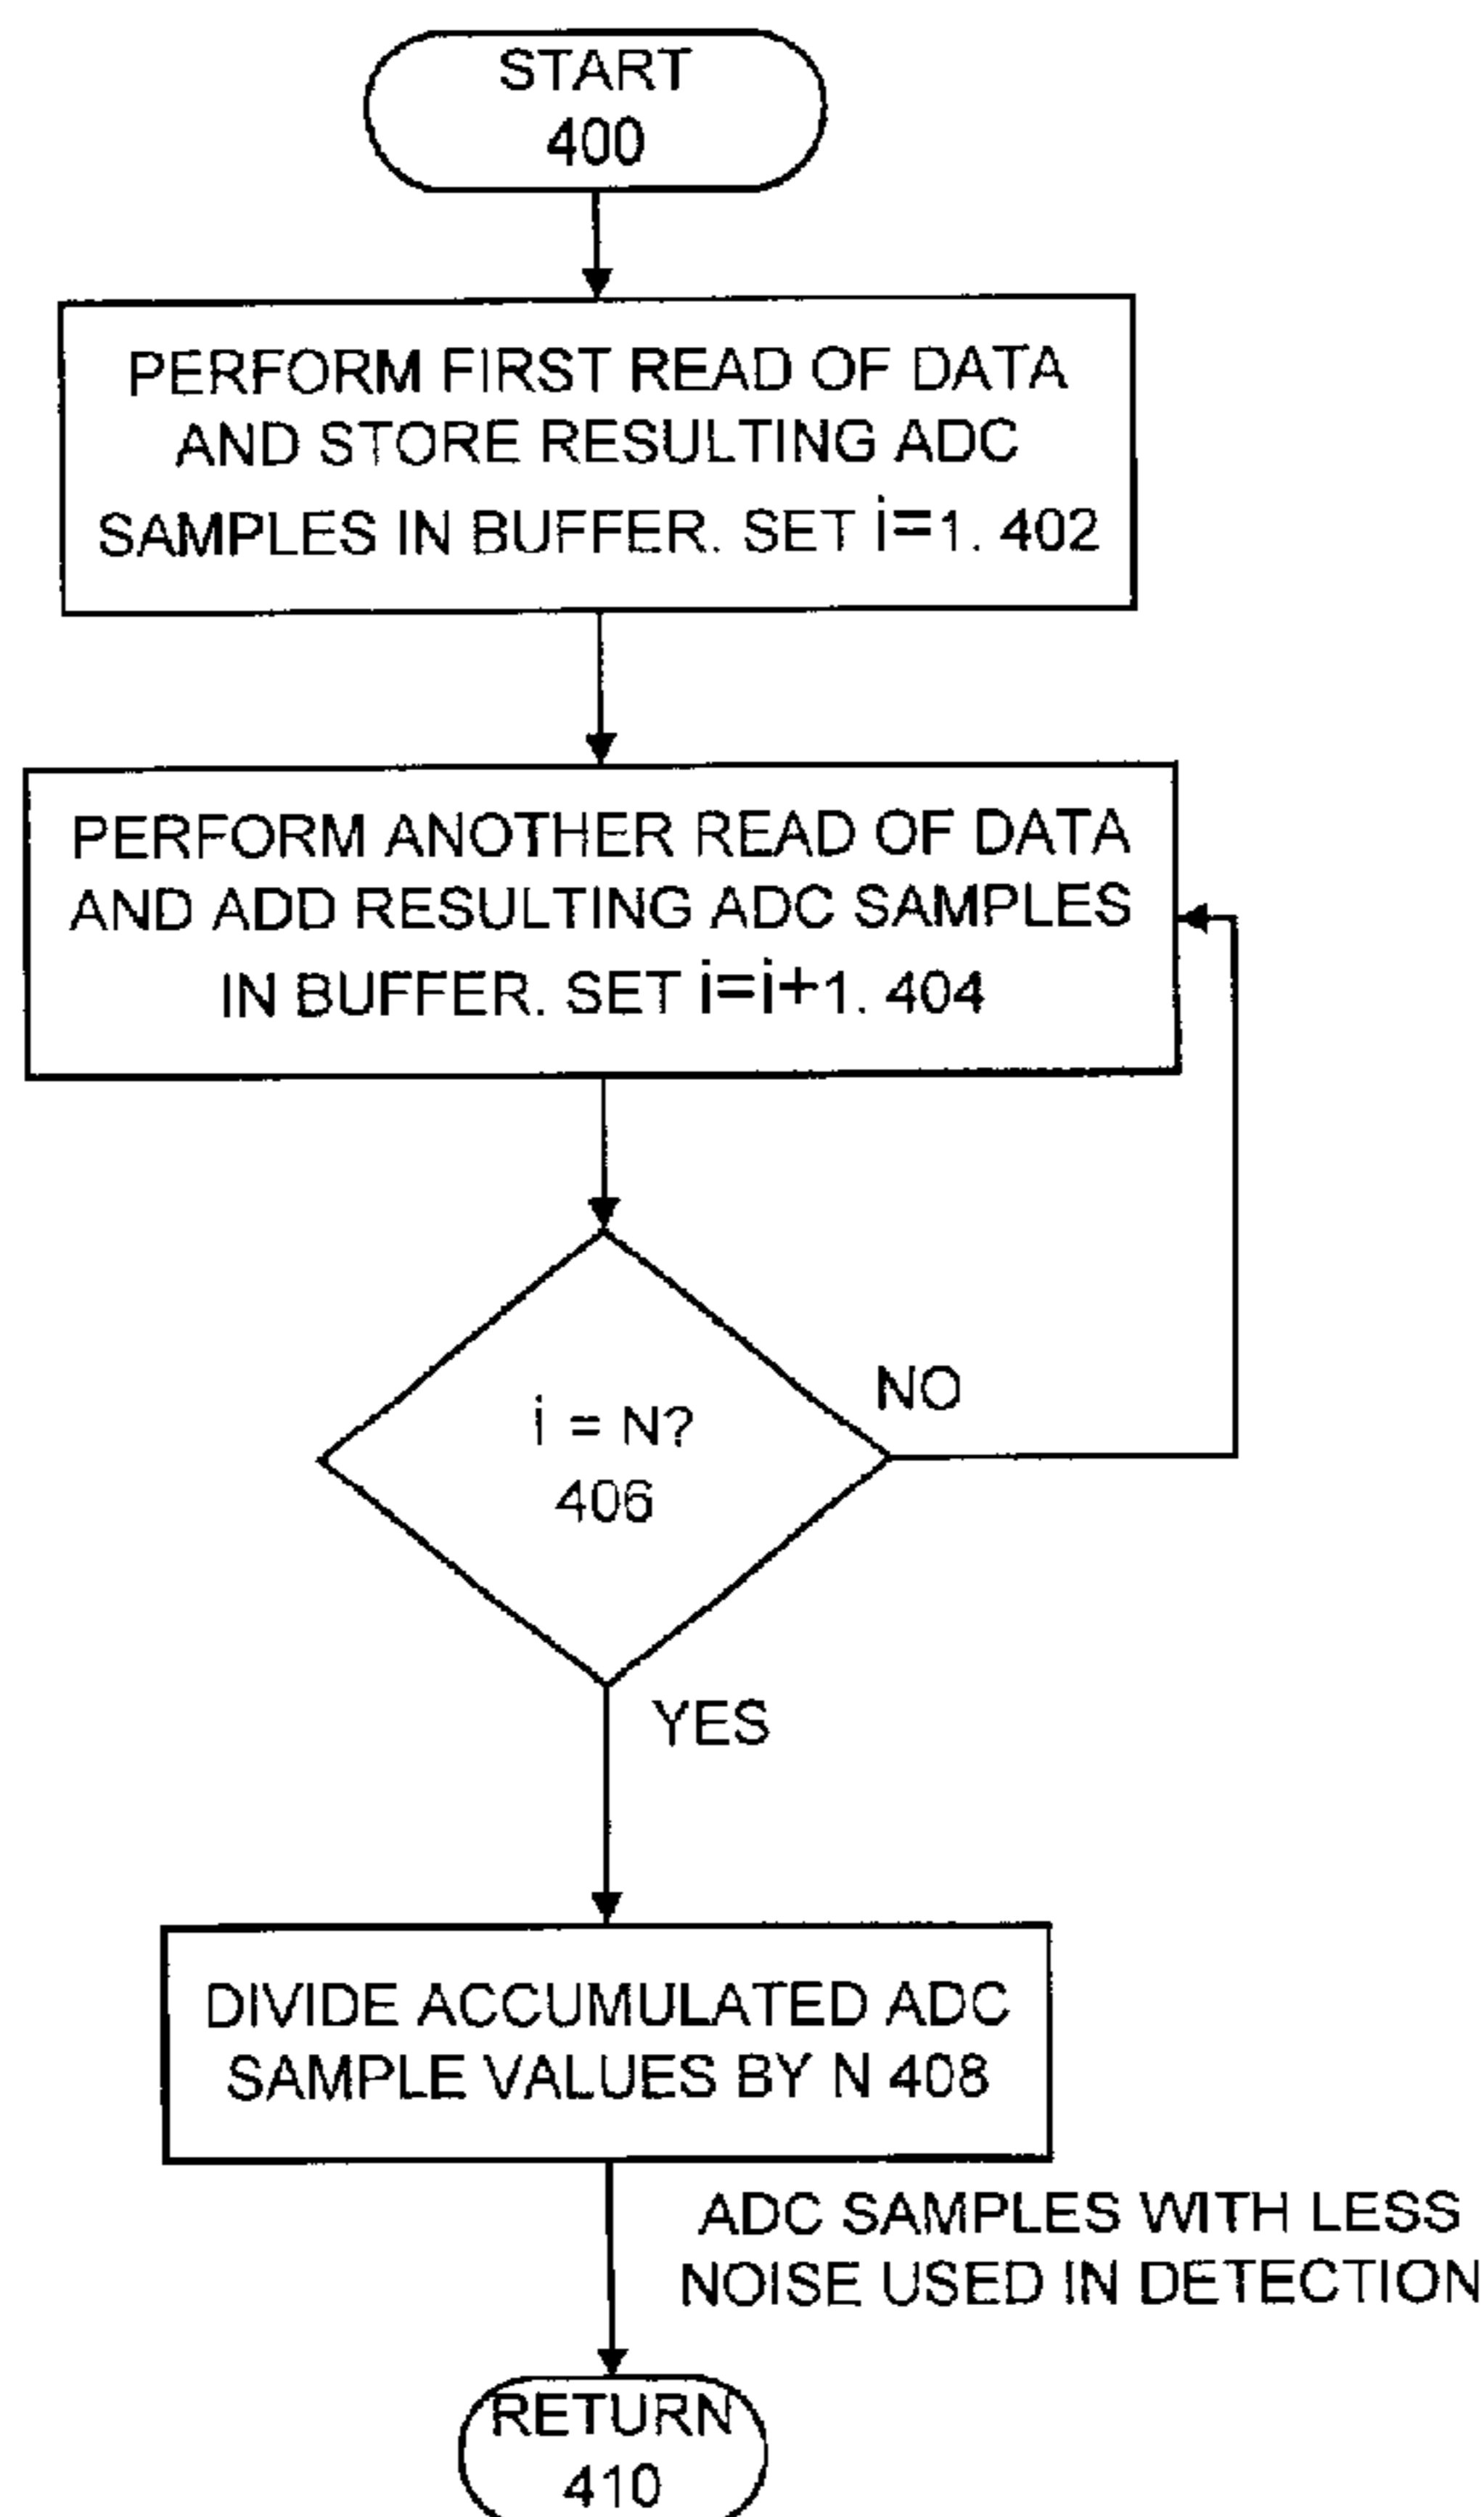 START
400
PERFORM FIRST READ OF DATA
AND STORE RESULTING ADC
SAMPLES IN BUFFER. SET i=1. 402
PERFORM ANOTHER READ OF DATA
AND ADD RESULTING ADC SAMPLES
IN BUFFER. SET i=i+1. 404
i = N?
406
NO
YES
DIVIDE ACCUMULATED ADC
SAMPLE VALUES BY N 408
ADC SAMPLES WITH LESS
NOISE USED IN DETECTION
RETURN
410